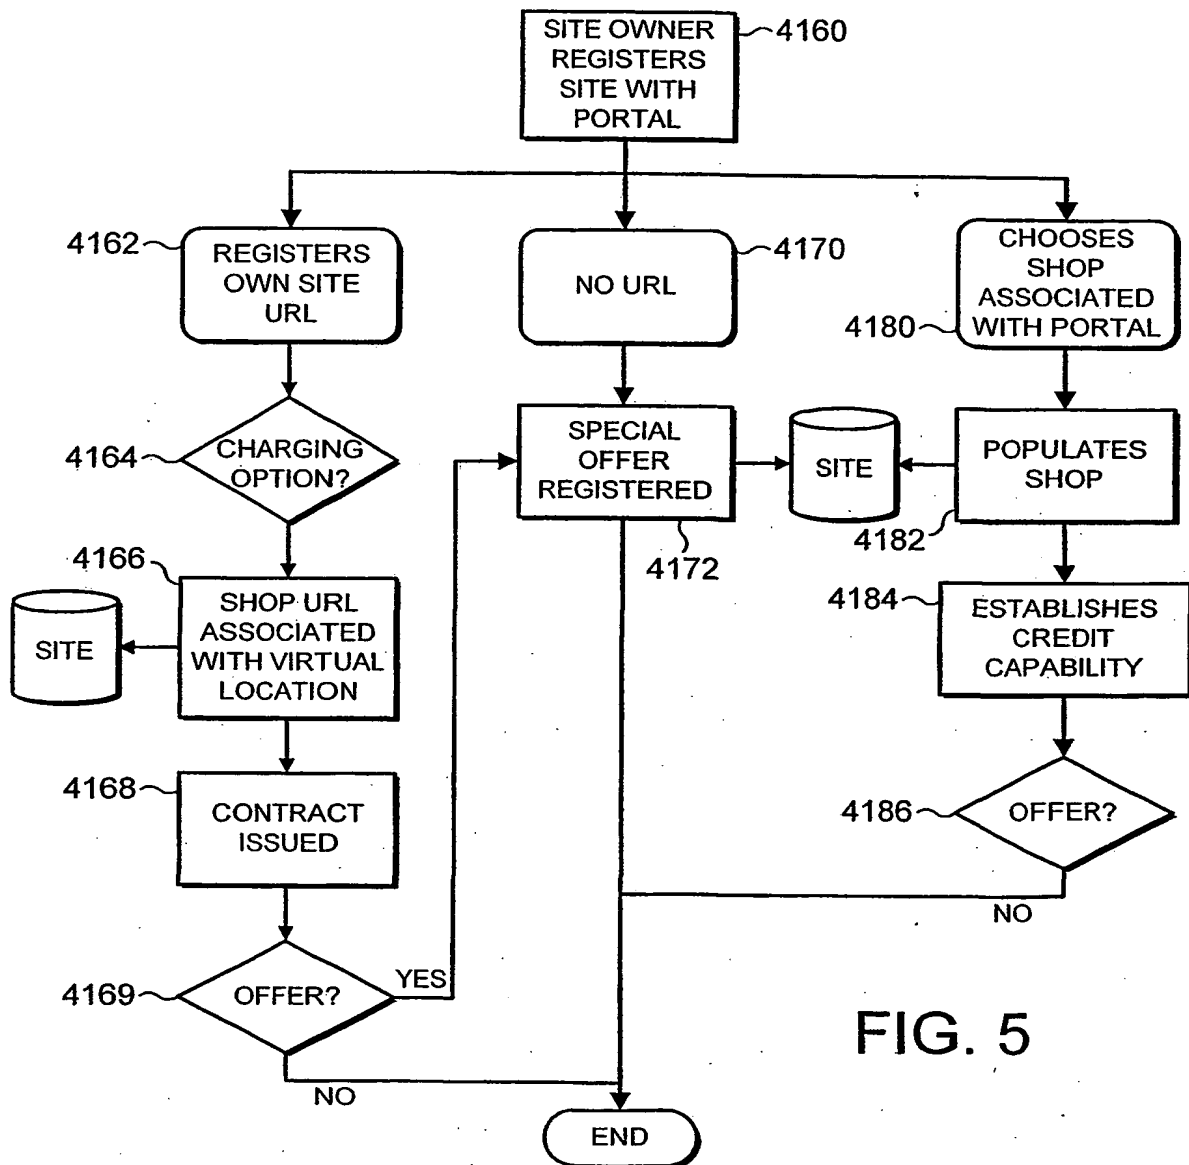 SITE OWNER
REGISTERS
SITE WITH
PORTAL
4160
4162
REGISTERS
OWN SITE
URL
NO URL
4170
CHOOSES
SHOP
ASSOCIATED
WITH PORTAL
4180
4164
CHARGING
OPTION?
SPECIAL
OFFER
REGISTERED
4172
SITE
POPULATES
SHOP
4182
4166
SHOP URL
ASSOCIATED
WITH VIRTUAL
LOCATION
SITE
4184
ESTABLISHES
CREDIT
CAPABILITY
4168
CONTRACT
ISSUED
4186
OFFER?
NO
4169
OFFER?
YES
NO
FIG. 5
END